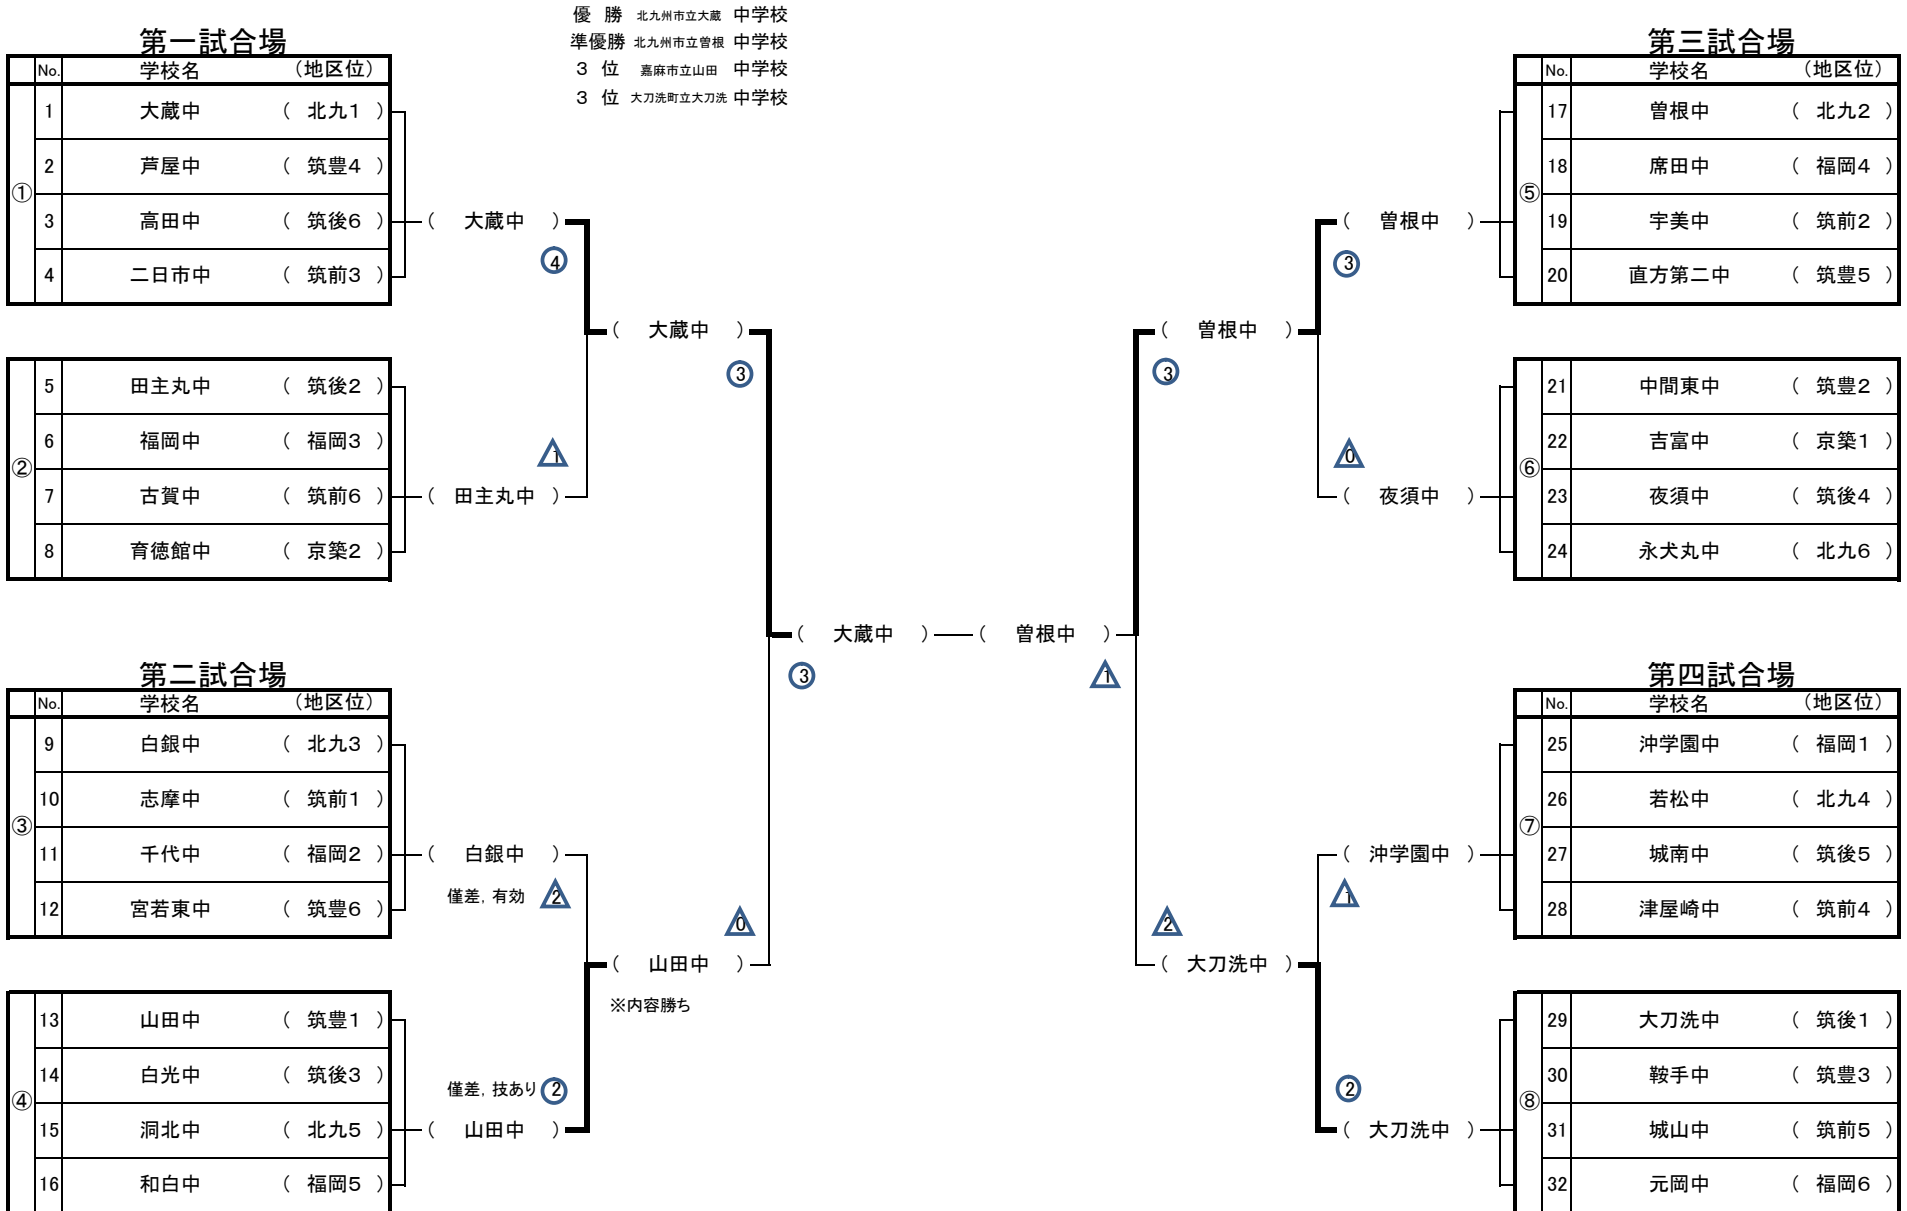 優　勝　北九州市立大蔵　中学校
準優勝　北九州市立曽根　中学校
３　位　嘉麻市立山田　中学校
３　位　大刀洗町立大刀洗　中学校
第一試合場
No.　学校名　（地区位）
①
1　大蔵中　（　北九1　）
2　芦屋中　（　筑豊4　）
3　高田中　（　筑後6　）
4　二日市中　（　筑前3　）
②
5　田主丸中　（　筑後2　）
6　福岡中　（　福岡3　）
7　古賀中　（　筑前6　）
8　育徳館中　（　京築2　）
第二試合場
No.　学校名　（地区位）
③
9　白銀中　（　北九3　）
10　志摩中　（　筑前1　）
11　千代中　（　福岡2　）
12　宮若東中　（　筑豊6　）
④
13　山田中　（　筑豊1　）
14　白光中　（　筑後3　）
15　洞北中　（　北九5　）
16　和白中　（　福岡5　）
（　大蔵中　）
4
1
（　田主丸中　）
（　白銀中　）
僅差，有効　2
僅差，技あり　2
（　山田中　）
（　大蔵中　）
3
0
（　山田中　）
※内容勝ち
（　大蔵中　）
3
（　曽根中　）
1
（　曽根中　）
3
2
（　大刀洗中　）
（　曽根中　）
3
0
（　夜須中　）
（　沖学園中　）
1
2
（　大刀洗中　）
第三試合場
No.　学校名　（地区位）
⑤
17　曽根中　（　北九2　）
18　席田中　（　福岡4　）
19　宇美中　（　筑前2　）
20　直方第二中　（　筑豊5　）
⑥
21　中間東中　（　筑豊2　）
22　吉富中　（　京築1　）
23　夜須中　（　筑後4　）
24　永犬丸中　（　北九6　）
第四試合場
No.　学校名　（地区位）
⑦
25　沖学園中　（　福岡1　）
26　若松中　（　北九4　）
27　城南中　（　筑後5　）
28　津屋崎中　（　筑前4　）
⑧
29　大刀洗中　（　筑後1　）
30　鞍手中　（　筑豊3　）
31　城山中　（　筑前5　）
32　元岡中　（　福岡6　）